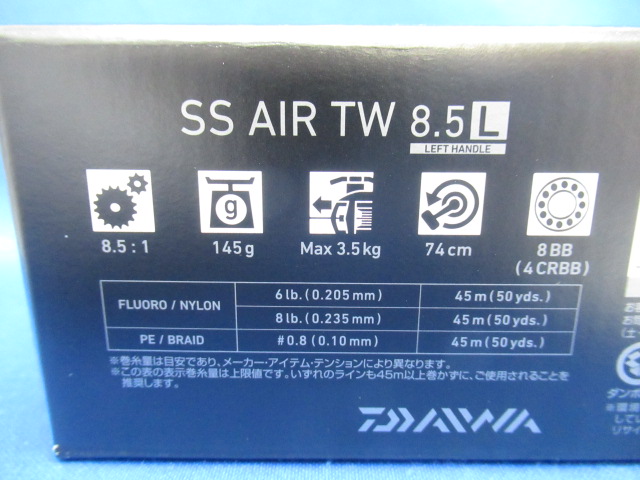 SS AIR TW 8.5 L
LEFT HANDLE
g
8.5 : 1
145g
Max 3.5kg
74cm
8BB
(4CRBB)
FLUORO / NYLON
6lb. (0.205mm)
45m (50yds.)
8lb. (0.235mm)
45m (50yds.)
PE / BRAID
#0.8 (0.10mm)
45m (50yds.)
※巻糸量は目安であり、メーカー・アイテム・テンションにより異なります。
※この表の表示巻糸量は上限値です。いずれのラインも45m以上巻かずに、ご使用されることを
推奨します。
DAIWA
ダンボ